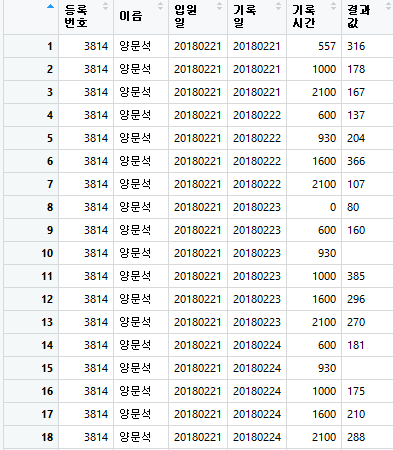 등록번호 이름 입원일 기록일 기록시간 결과값
1 3814 양문석 20180221 20180221 557 316
2 3814 양문석 20180221 20180221 1000 178
3 3814 양문석 20180221 20180221 2100 167
4 3814 양문석 20180221 20180222 600 137
5 3814 양문석 20180221 20180222 930 204
6 3814 양문석 20180221 20180222 1600 366
7 3814 양문석 20180221 20180222 2100 107
8 3814 양문석 20180221 20180223 0 80
9 3814 양문석 20180221 20180223 600 160
10 3814 양문석 20180221 20180223 930
11 3814 양문석 20180221 20180223 1000 385
12 3814 양문석 20180221 20180223 1600 296
13 3814 양문석 20180221 20180223 2100 270
14 3814 양문석 20180221 20180224 600 181
15 3814 양문석 20180221 20180224 930
16 3814 양문석 20180221 20180224 1000 175
17 3814 양문석 20180221 20180224 1600 210
18 3814 양문석 20180221 20180224 2100 288